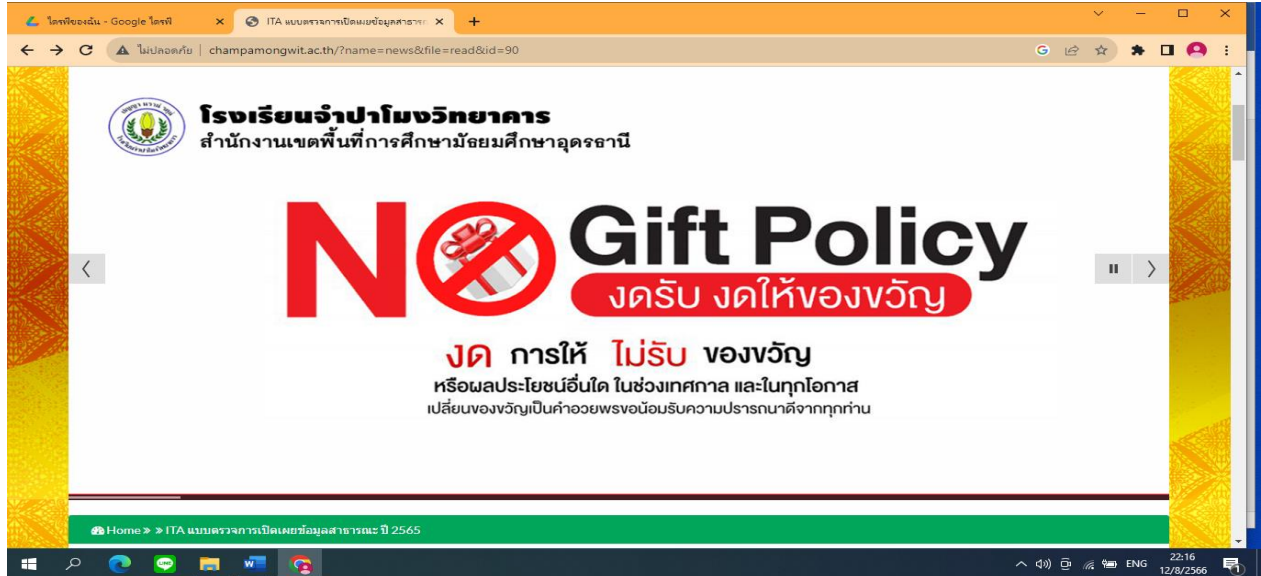 ไดรฟ์ของฉัน - Google ไดรฟ์
ITA แบบตรวจการเปิดเผยข้อมูลสาธารณะ
ไม่ปลอดภัย | champamongwit.ac.th/?name=news&file=read&id=90
โรงเรียนจำปาโมงวิทยาคาร
สำนักงานเขตพื้นที่การศึกษามัธยมศึกษาอุดรธานี
NO Gift Policy
งดรับ งดให้ของขวัญ
งด การให้ ไม่รับ ของขวัญ
หรือผลประโยชน์อื่นใด ในช่วงเทศกาล และในทุกโอกาส
เปลี่ยนของขวัญเป็นคำอวยพรขอน้อมรับความปรารถนาดีจากทุกท่าน
Home » » ITA แบบตรวจการเปิดเผยข้อมูลสาธารณะ ปี 2565
ENG
22:16
12/8/2566